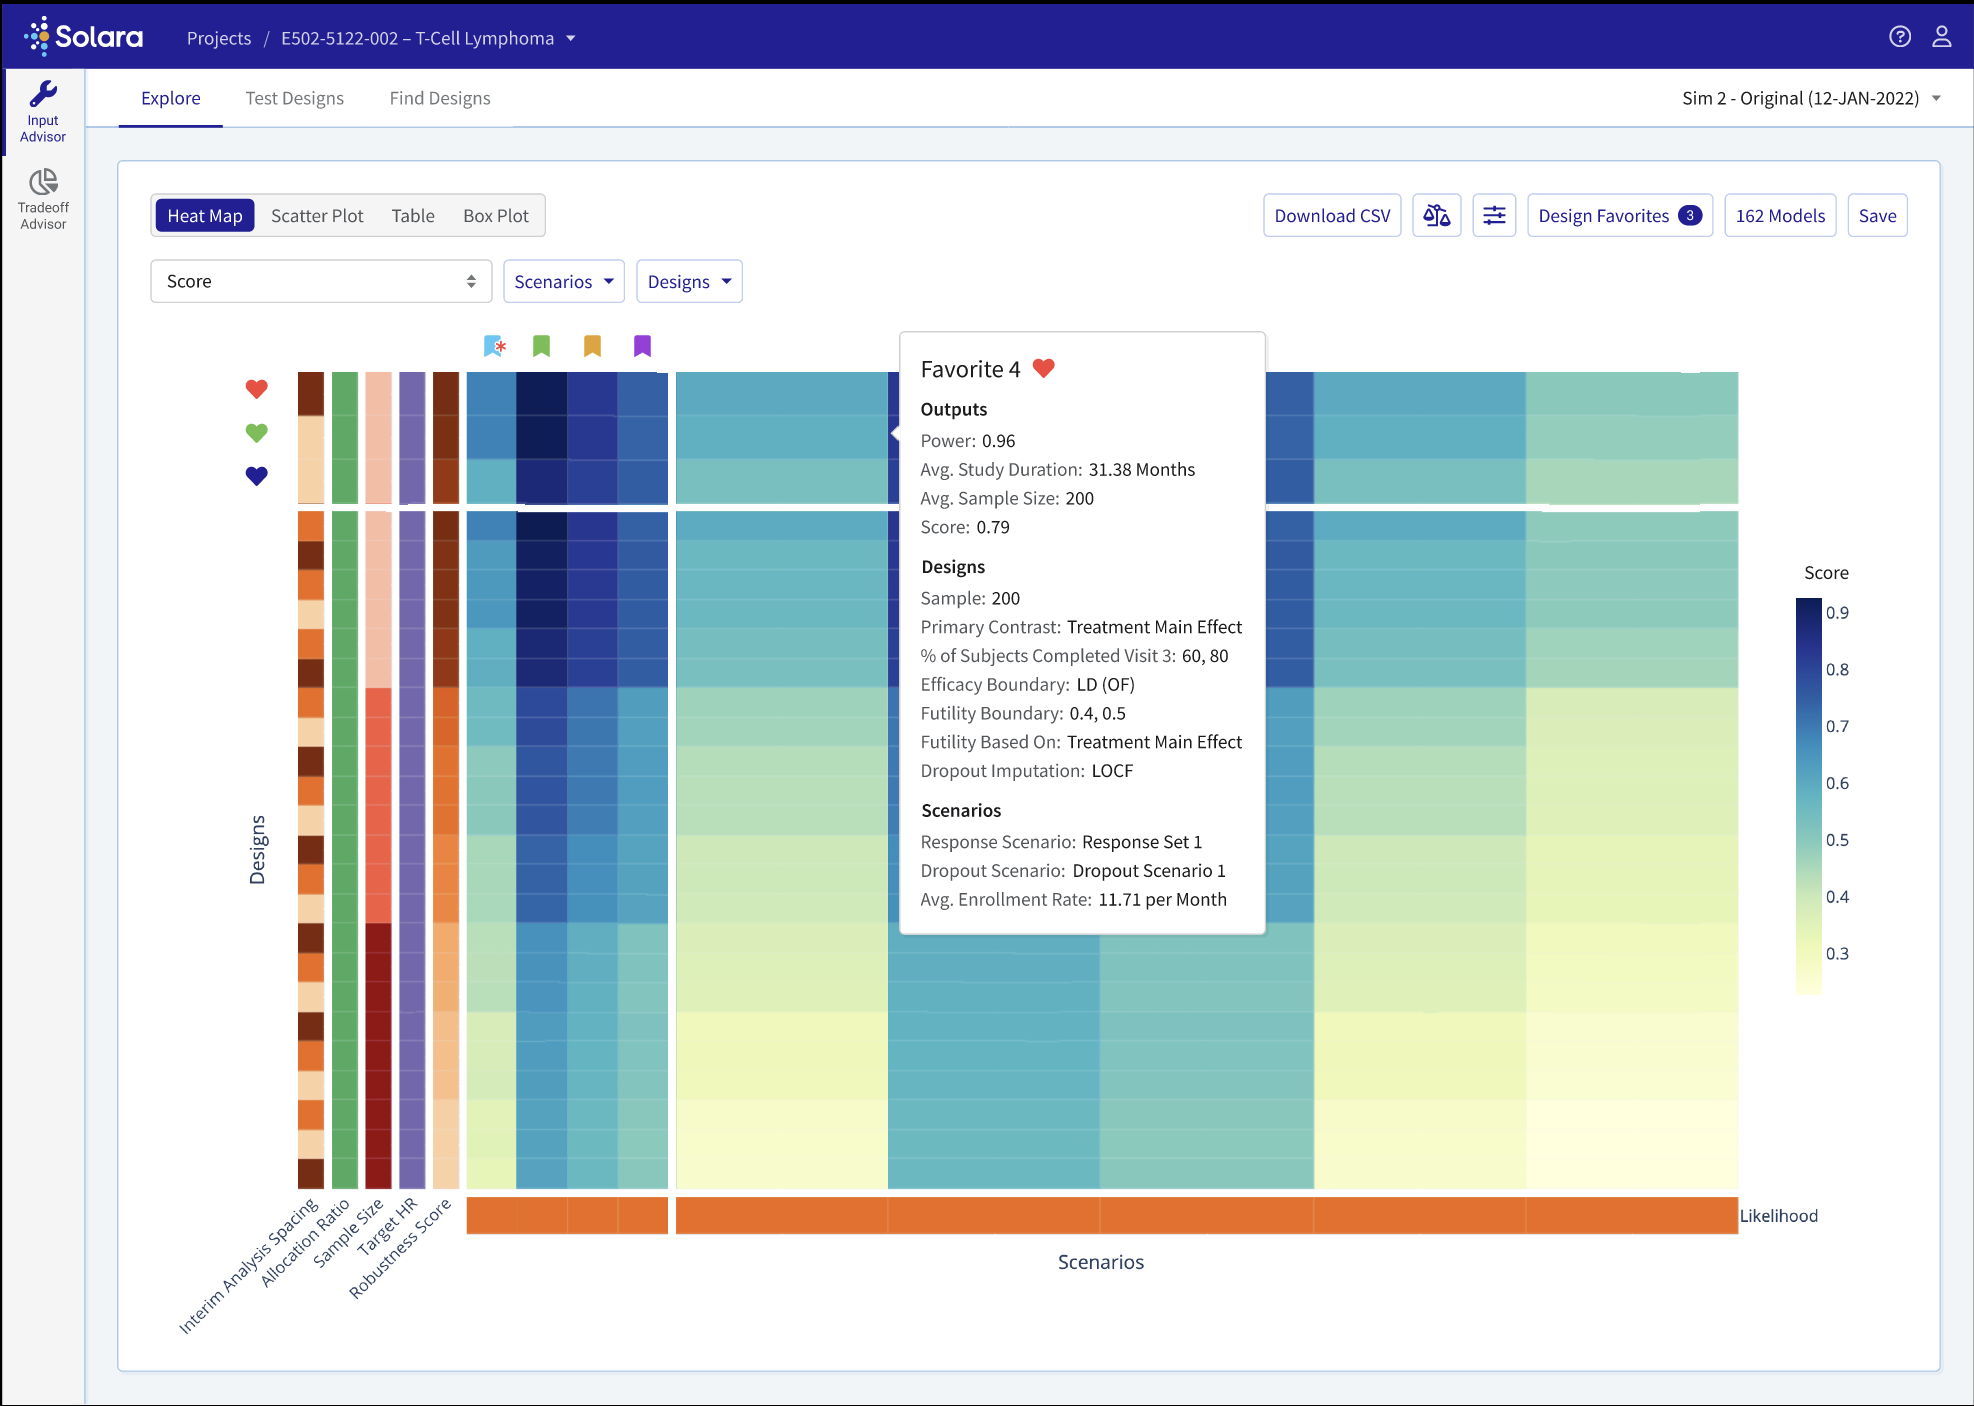 Solara
Projects / E502-5122-002 – T-Cell Lymphoma
Input
Advisor
Tradeoff
Advisor
Explore
Test Designs
Find Designs
Sim 2 - Original (12-JAN-2022)
Heat Map
Scatter Plot
Table
Box Plot
Download CSV
Design Favorites 3
162 Models
Save
Score
Scenarios
Designs
Favorite 4
Outputs
Power: 0.96
Avg. Study Duration: 31.38 Months
Avg. Sample Size: 200
Score: 0.79
Designs
Sample: 200
Primary Contrast: Treatment Main Effect
% of Subjects Completed Visit 3: 60, 80
Efficacy Boundary: LD (OF)
Futility Boundary: 0.4, 0.5
Futility Based On: Treatment Main Effect
Dropout Imputation: LOCF
Scenarios
Response Scenario: Response Set 1
Dropout Scenario: Dropout Scenario 1
Avg. Enrollment Rate: 11.71 per Month
Score
0.9
0.8
0.7
0.6
0.5
0.4
0.3
Designs
Interim Analysis Spacing
Allocation Ratio
Sample Size
Target HR
Robustness Score
Likelihood
Scenarios